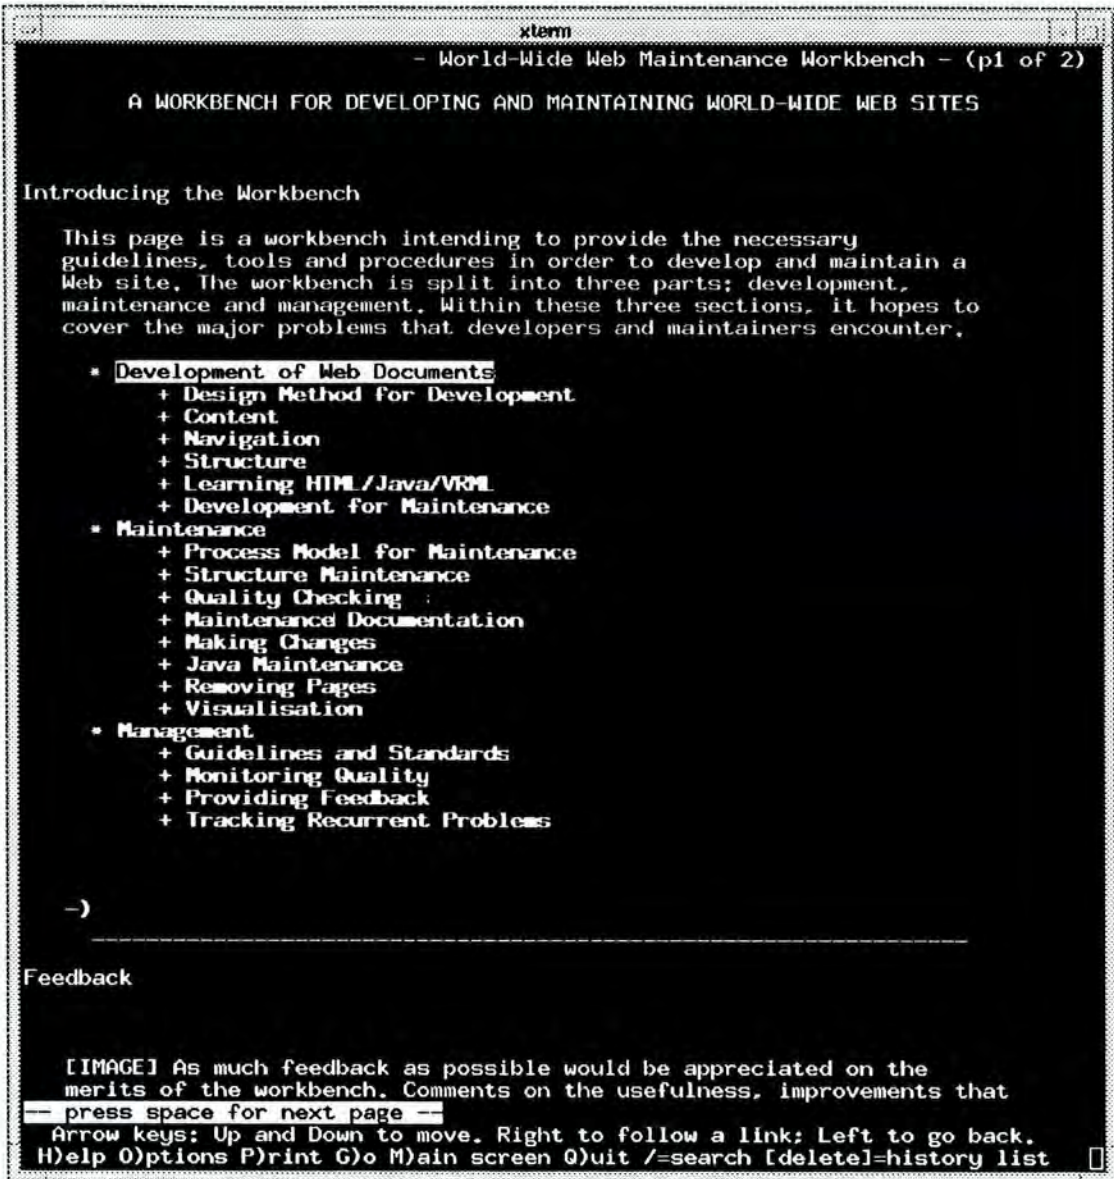 xterm
- World-Wide Web Maintenance Workbench - (p1 of 2)
A WORKBENCH FOR DEVELOPING AND MAINTAINING WORLD-WIDE WEB SITES
Introducing the Workbench
This page is a workbench intending to provide the necessary
guidelines, tools and procedures in order to develop and maintain a
Web site. The workbench is split into three parts: development,
maintenance and management. Within these three sections, it hopes to
cover the major problems that developers and maintainers encounter.
* Development of Web Documents
+ Design Method for Development
+ Content
+ Navigation
+ Structure
+ Learning HTML/Java/VRML
+ Development for Maintenance
* Maintenance
+ Process Model for Maintenance
+ Structure Maintenance
+ Quality Checking
+ Maintenance Documentation
+ Making Changes
+ Java Maintenance
+ Removing Pages
+ Visualisation
* Management
+ Guidelines and Standards
+ Monitoring Quality
+ Providing Feedback
+ Tracking Recurrent Problems
-)
Feedback
[IMAGE] As much feedback as possible would be appreciated on the
merits of the workbench. Comments on the usefulness, improvements that
-- press space for next page --
Arrow keys: Up and Down to move. Right to follow a link; Left to go back.
H)elp O)ptions P)rint G)o M)ain screen Q)uit /=search [delete]=history list